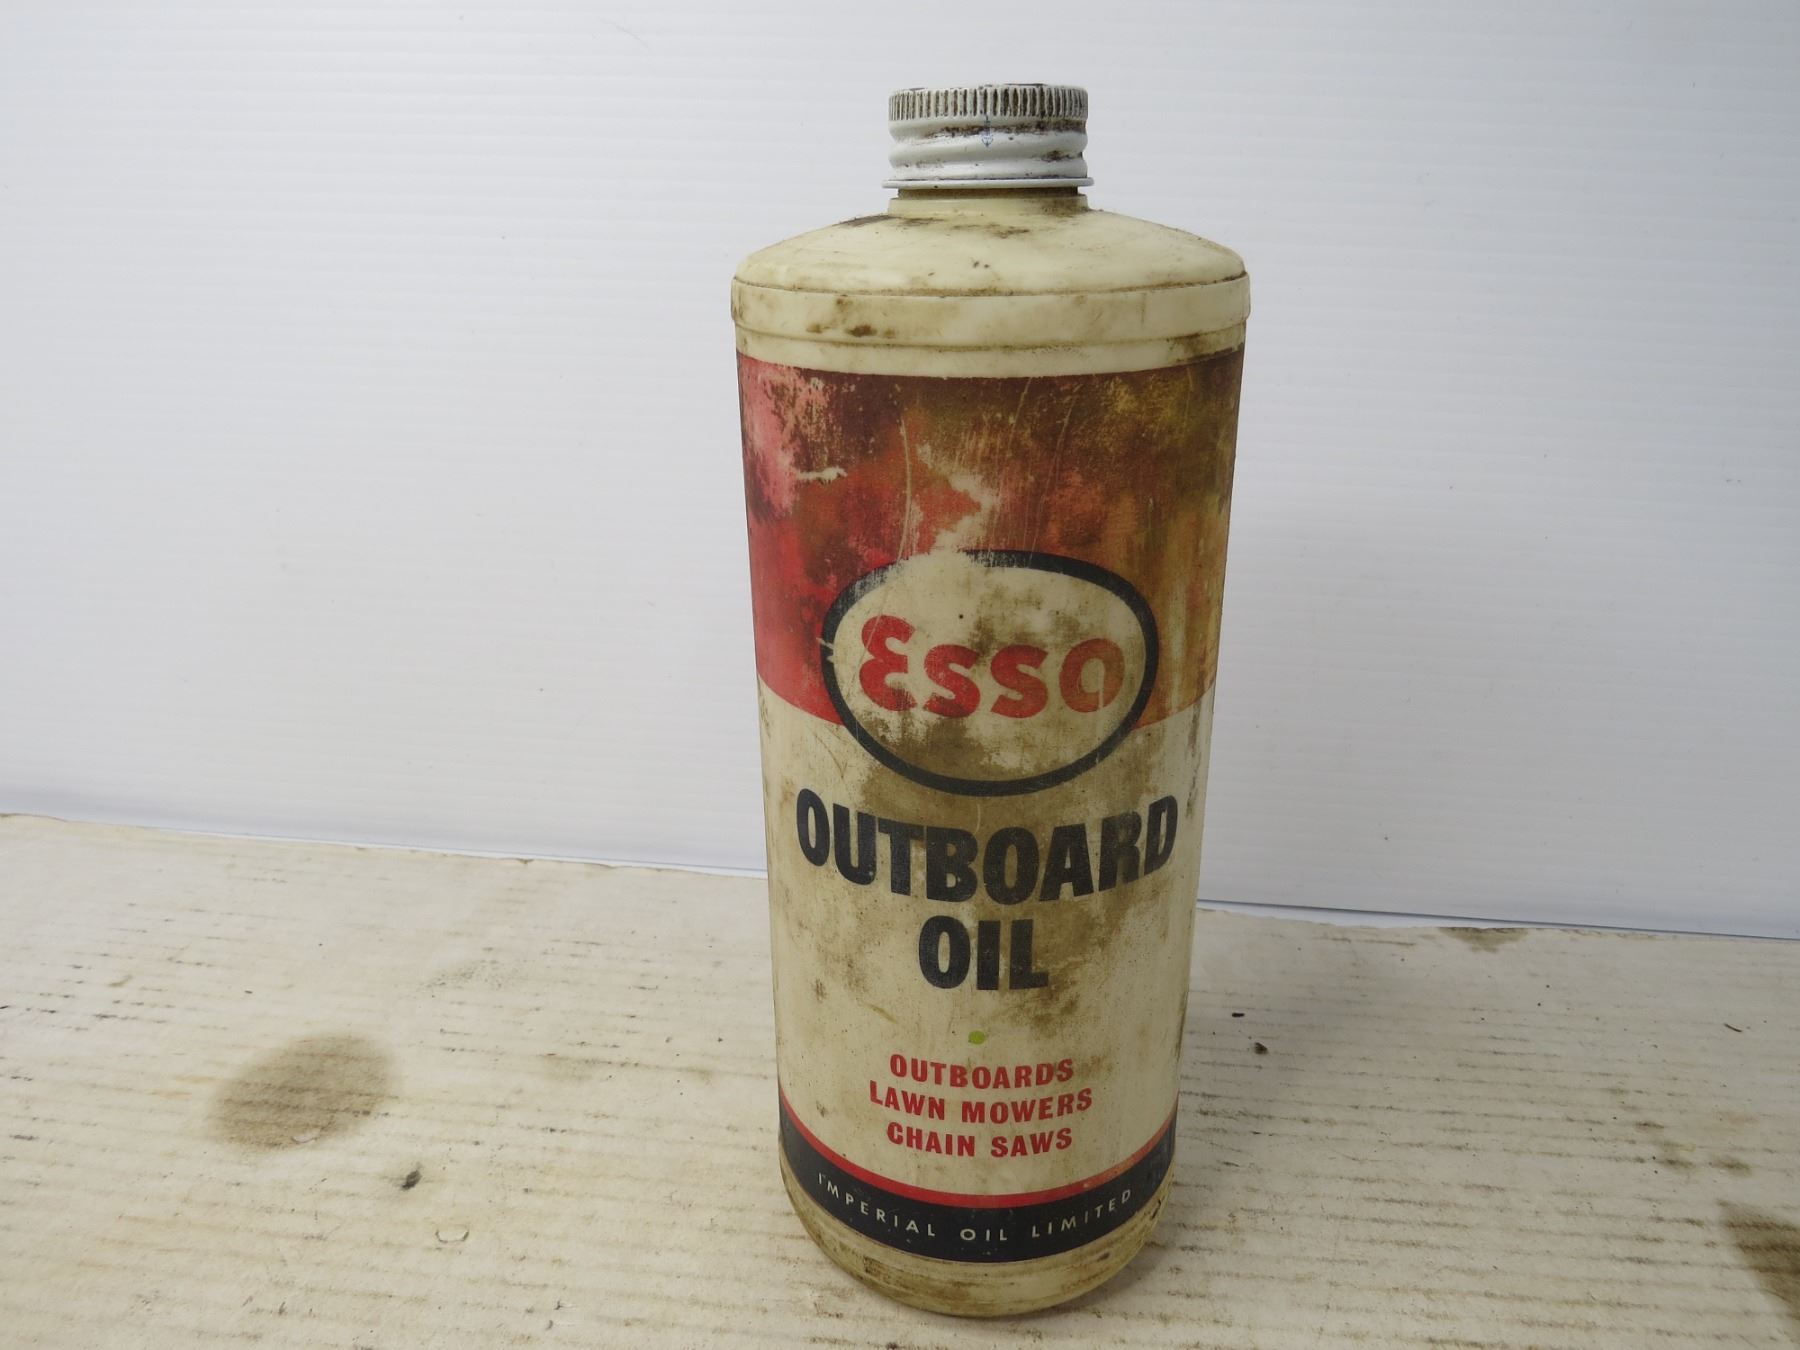 Esso
OUTBOARD
OIL
OUTBOARDS
LAWN MOWERS
CHAIN SAWS
IMPERIAL OIL LIMITED